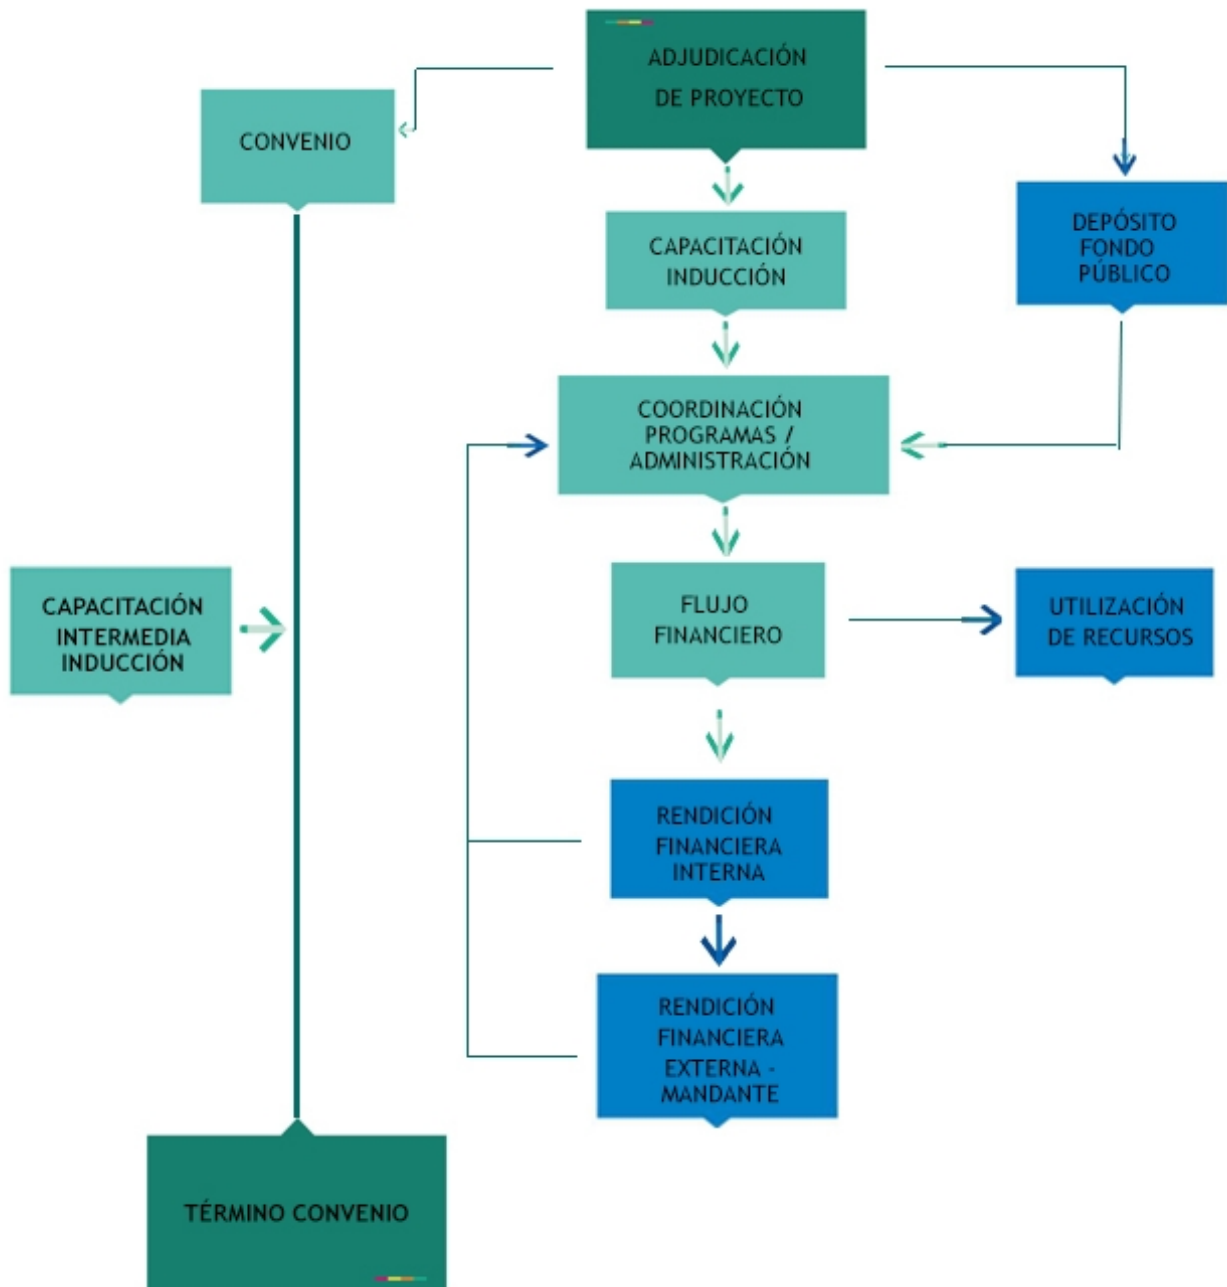 ADJUDICACIÓN
DE PROYECTO
CONVENIO
CAPACITACIÓN
INDUCCIÓN
DEPÓSITO
FONDO
PÚBLICO
COORDINACIÓN
PROGRAMAS /
ADMINISTRACIÓN
CAPACITACIÓN
INTERMEDIA
INDUCCIÓN
FLUJO
FINANCIERO
UTILIZACIÓN
DE RECURSOS
RENDICIÓN
FINANCIERA
INTERNA
RENDICIÓN
FINANCIERA
EXTERNA -
MANDANTE
TÉRMINO CONVENIO